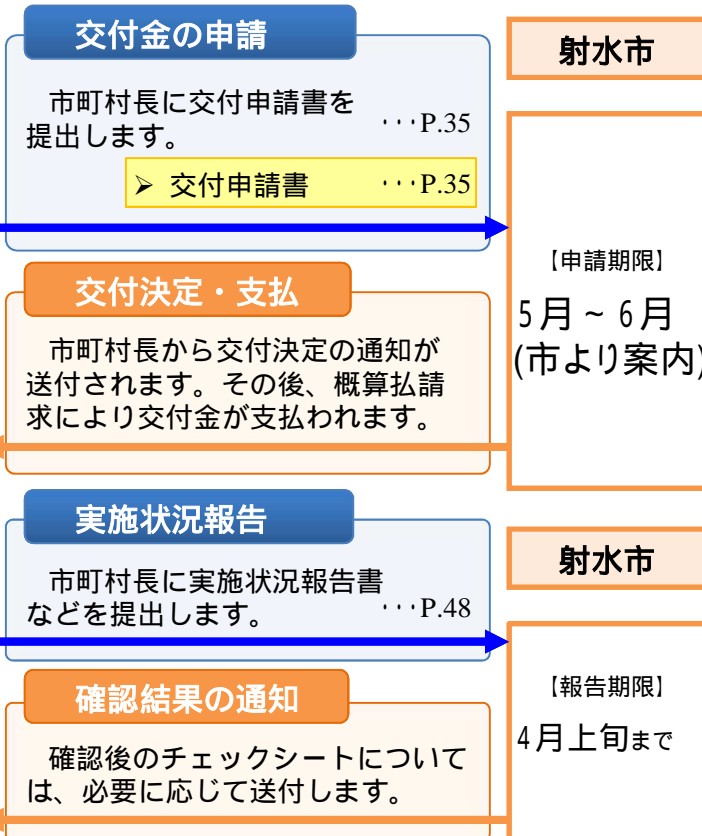 交付金の申請
市町村長に交付申請書を
提出します。 ･･･P.35
➢ 交付申請書 ･･･P.35
射水市
【申請期限】
5月～6月
(市より案内)
交付決定・支払
市町村長から交付決定の通知が
送付されます。その後、概算払請
求により交付金が支払われます。
実施状況報告
市町村長に実施状況報告書
などを提出します。 ･･･P.48
射水市
【報告期限】
4月上旬まで
確認結果の通知
確認後のチェックシートについて
は、必要に応じて送付します。